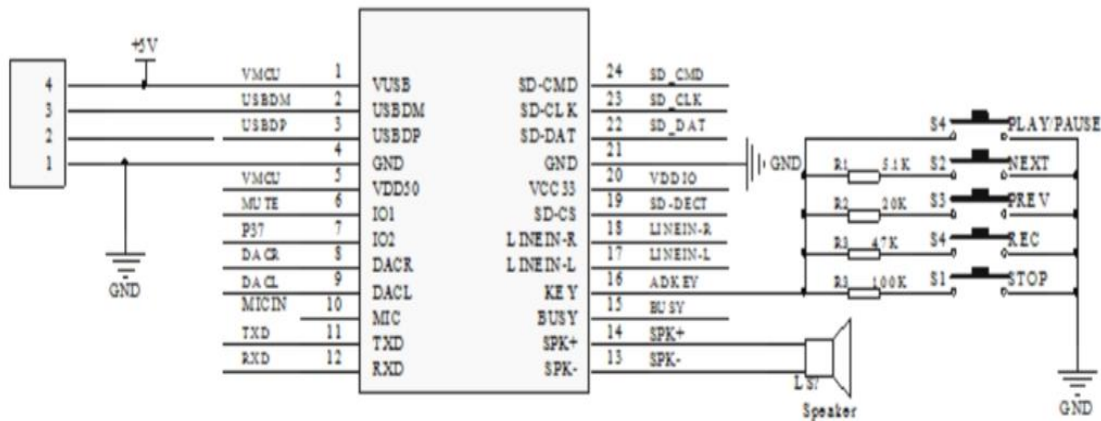 +5V
4 VMCU 1 VUSB SD-CMD 24 SD_CMD
3 USBDM 2 USBDM SD-CLK 23 SD_CLK
2 USBDP 3 USBDP SD-DAT 22 SD_DAT S4 PLAY/PAUSE
1 4 GND GND 21 GND R1 5.1K S2 NEXT
VMCU 5 VDD50 VCC33 20 VDDIO
MUTE 6 IO1 SD-CS 19 SD-DECT R2 20K S3 PREV
P37 7 IO2 LINEIN-R 18 LINEIN-R
DACR 8 DACR LINEIN-L 17 LINEIN-L R3 47K S4 REC
DACL 9 DACL KEY 16 ADKEY R3 100K S1 STOP
GND
MICIN 10 MIC BUSY 15 BUSY
TXD 11 TXD SPK+ 14 SPK+
RXD 12 RXD SPK- 13 SPK-
LS?
Speaker GND